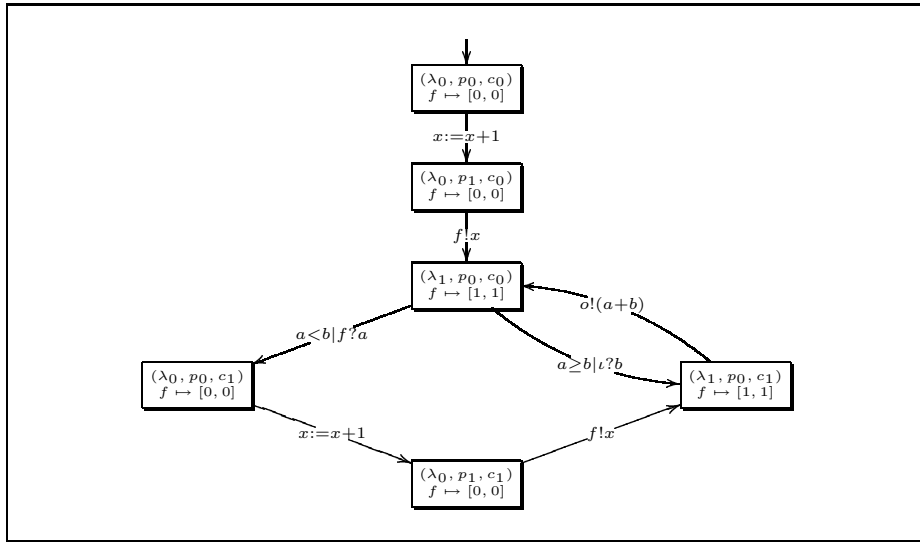 (λ₀, p₀, c₀)
f ↦ [0, 0]
x:=x+1
(λ₀, p₁, c₀)
f ↦ [0, 0]
f!x
(λ₁, p₀, c₀)
f ↦ [1, 1]
o!(a+b)
a<b|f?a
a≥b|ι?b
(λ₀, p₀, c₁)
f ↦ [0, 0]
(λ₁, p₀, c₁)
f ↦ [1, 1]
x:=x+1
f!x
(λ₀, p₁, c₁)
f ↦ [0, 0]